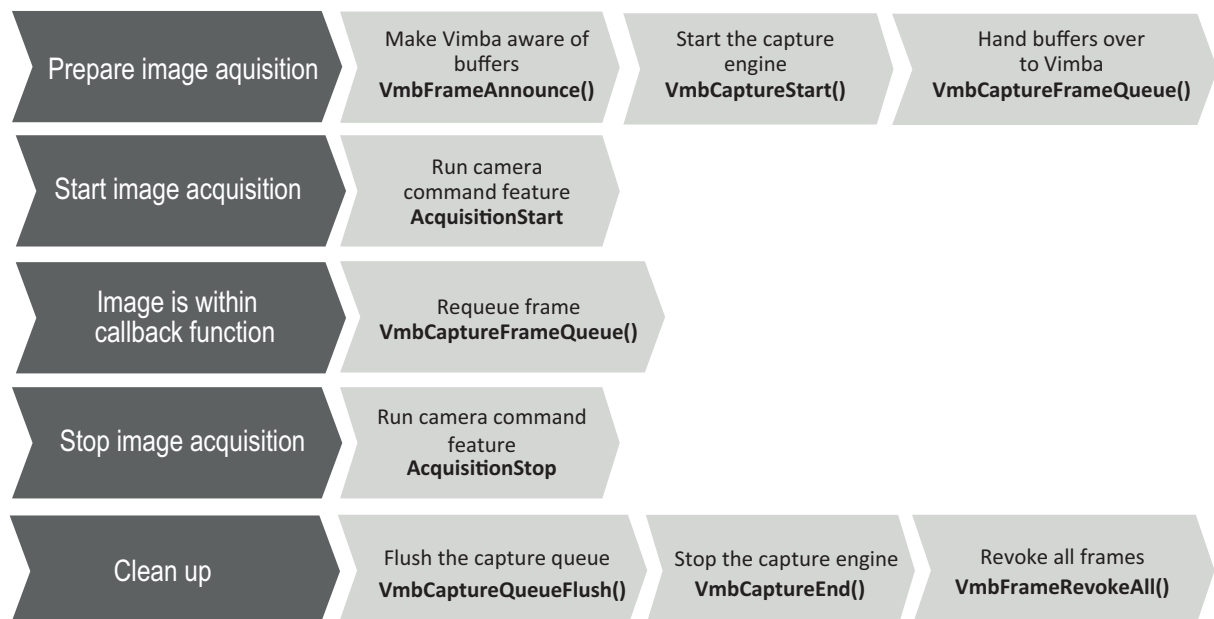 Prepare image aquisition
Make Vimba aware of
buffers
VmbFrameAnnounce()
Start the capture
engine
VmbCaptureStart()
Hand buffers over
to Vimba
VmbCaptureFrameQueue()
Start image acquisition
Run camera
command feature
AcquisitionStart
Image is within
callback function
Requeue frame
VmbCaptureFrameQueue()
Stop image acquisition
Run camera command
feature
AcquisitionStop
Clean up
Flush the capture queue
VmbCaptureQueueFlush()
Stop the capture engine
VmbCaptureEnd()
Revoke all frames
VmbFrameRevokeAll()